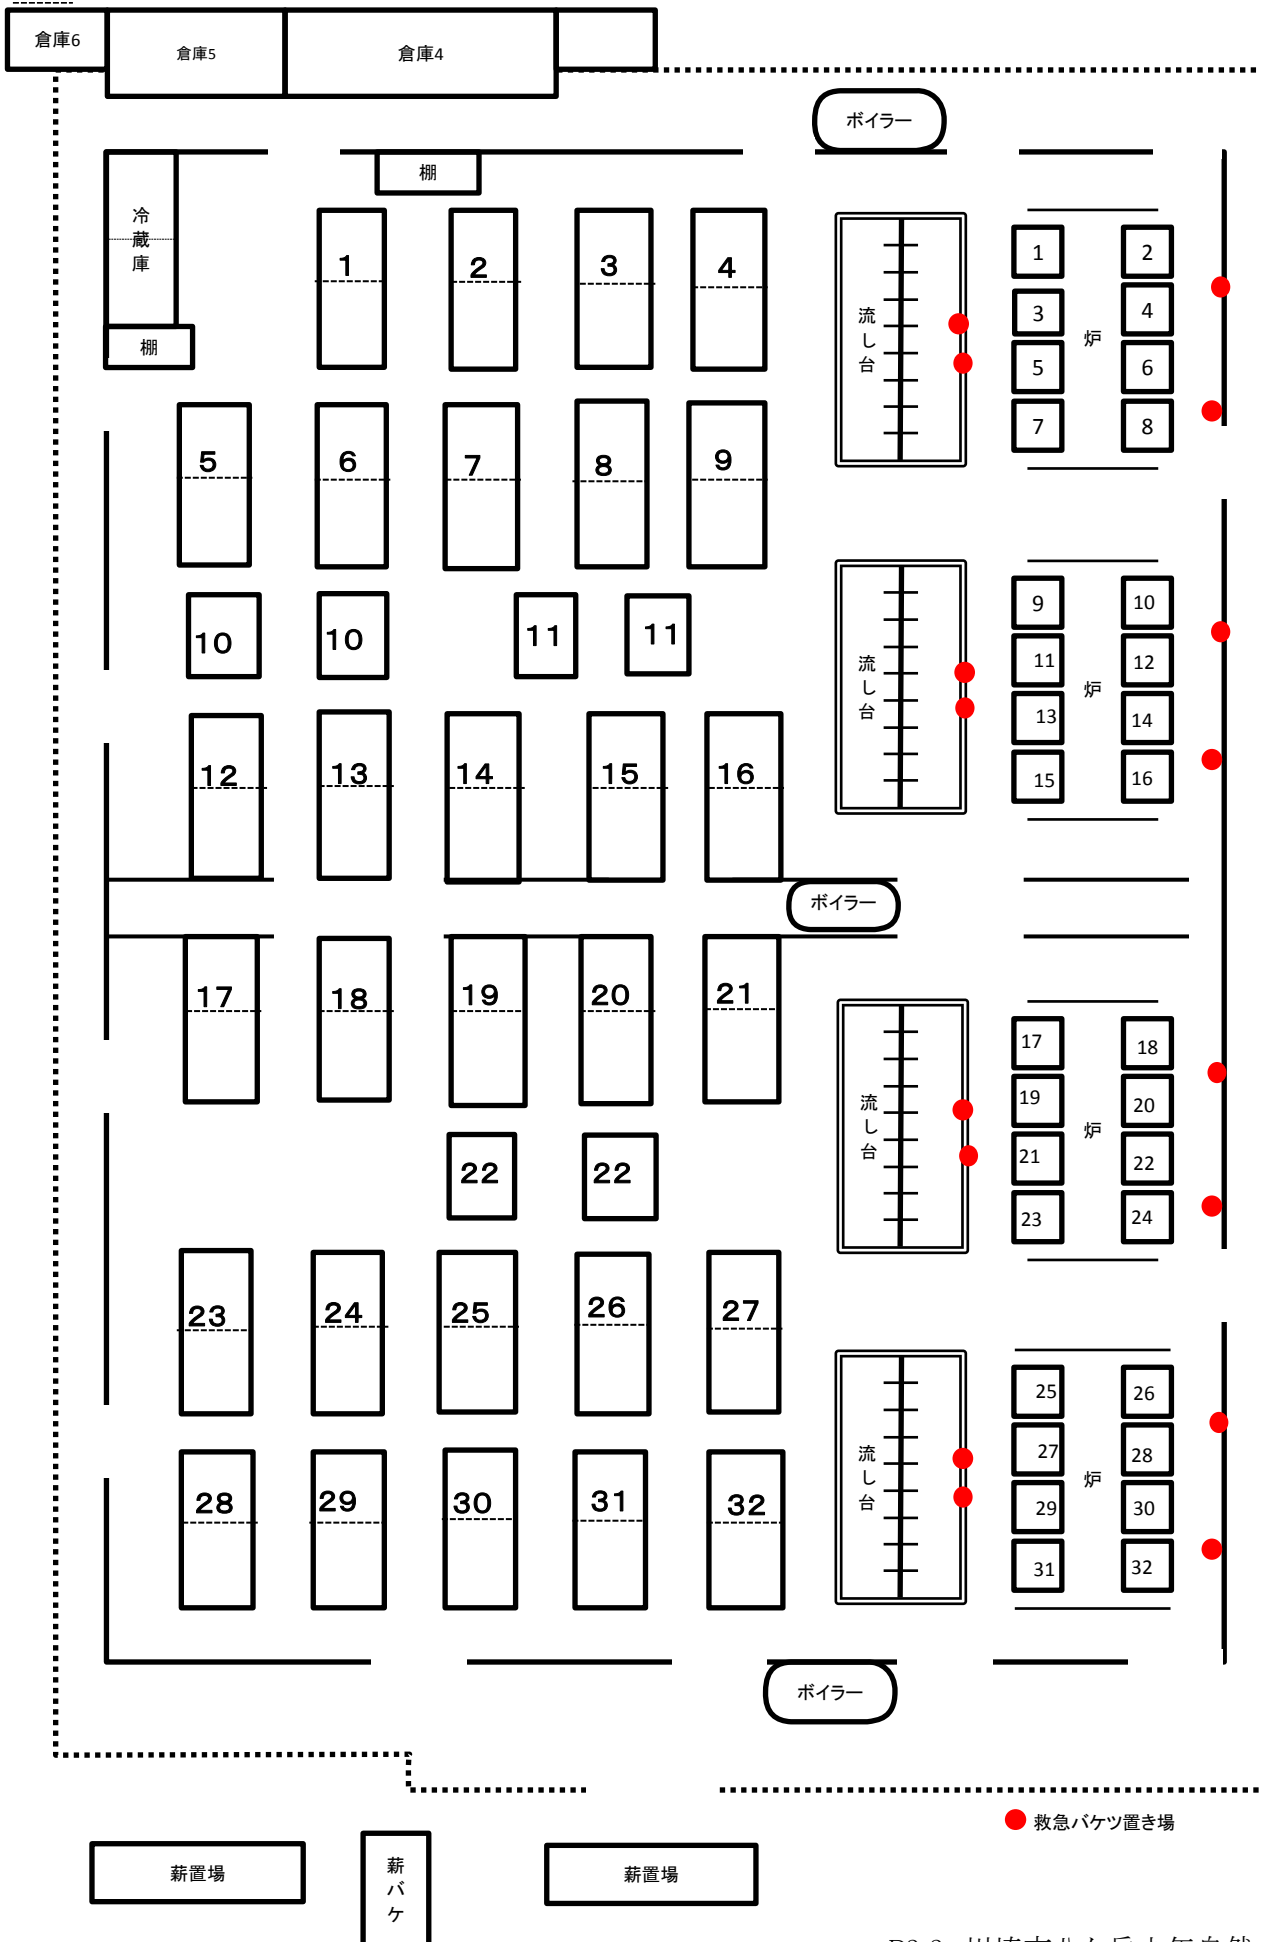 倉庫6
倉庫5
倉庫4
ボイラー
棚
冷蔵庫
棚
1 2 3 4
流し台
1 2
3 4
炉
5 6
7 8
5 6 7 8 9
10 10 11 11
流し台
9 10
11 12
炉
13 14
15 16
12 13 14 15 16
ボイラー
17 18 19 20 21
流し台
17 18
19 20
炉
21 22
23 24
22 22
23 24 25 26 27
流し台
25 26
27 28
炉
29 30
31 32
28 29 30 31 32
ボイラー
救急バケツ置き場
薪置場
薪バケ
薪置場